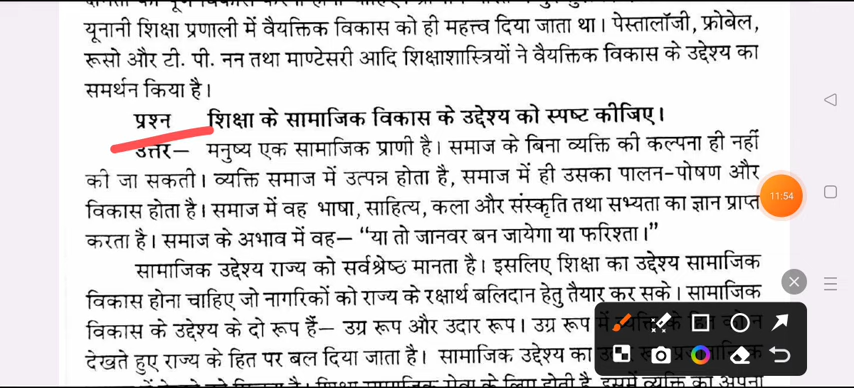 यूनानी शिक्षा प्रणाली में वैयक्तिक विकास को ही महत्त्व दिया जाता था। पेस्तालॉजी, फ्रोबेल,
रूसो और टी. पी. नन तथा माण्टेसरी आदि शिक्षाशास्त्रियों ने वैयक्तिक विकास के उद्देश्य का
समर्थन किया है।
प्रश्न शिक्षा के सामाजिक विकास के उद्देश्य को स्पष्ट कीजिए।
उत्तर— मनुष्य एक सामाजिक प्राणी है। समाज के बिना व्यक्ति की कल्पना ही नहीं
की जा सकती। व्यक्ति समाज में उत्पन्न होता है, समाज में ही उसका पालन-पोषण और
विकास होता है। समाज में वह भाषा, साहित्य, कला और संस्कृति तथा सभ्यता का ज्ञान प्राप्त
11:54
करता है। समाज के अभाव में वह— “या तो जानवर बन जायेगा या फरिश्ता।”
सामाजिक उद्देश्य राज्य को सर्वश्रेष्ठ मानता है। इसलिए शिक्षा का उद्देश्य सामाजिक
विकास होना चाहिए जो नागरिकों को राज्य के रक्षार्थ बलिदान हेतु तैयार कर सके। सामाजिक
विकास के उद्देश्य के दो रूप हैं— उग्र रूप और उदार रूप। उग्र रूप में
देखते हुए राज्य के हित पर बल दिया जाता है। सामाजिक उद्देश्य का